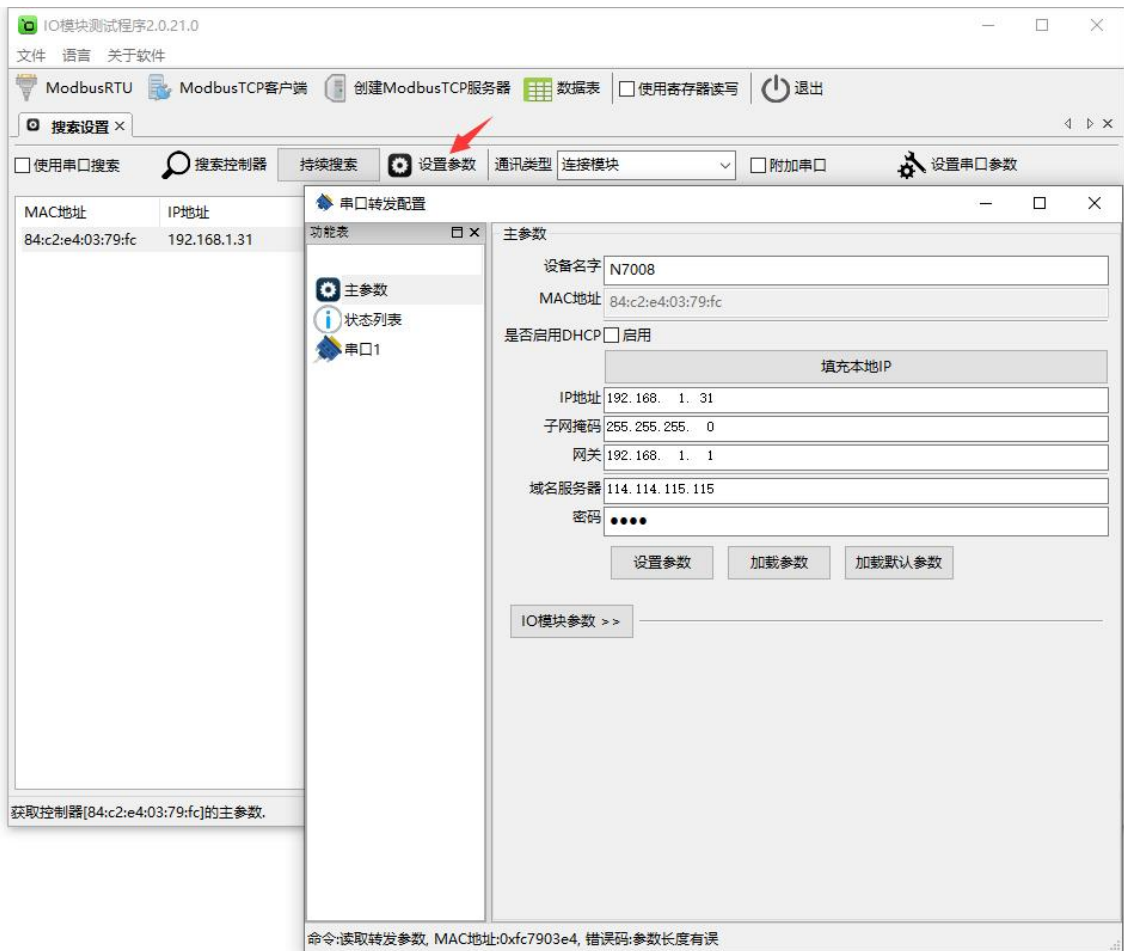 IO模块测试程序2.0.21.0
文件 语言 关于软件
ModbusRTU ModbusTCP客户端 创建ModbusTCP服务器 数据表 使用寄存器读写 退出
搜索设置
使用串口搜索 搜索控制器 持续搜索 设置参数 通讯类型 连接模块 附加串口 设置串口参数
MAC地址 IP地址
84:c2:e4:03:79:fc 192.168.1.31
获取控制器[84:c2:e4:03:79:fc]的主参数.
串口转发配置
功能表
主参数
状态列表
串口1
主参数
设备名字 N7008
MAC地址 84:c2:e4:03:79:fc
是否启用DHCP 启用
填充本地IP
IP地址 192.168. 1. 31
子网掩码 255.255.255. 0
网关 192.168. 1. 1
域名服务器 114.114.115.115
密码 ●●●●
设置参数 加载参数 加载默认参数
IO模块参数 >>
命令:读取转发参数, MAC地址:0xfc7903e4, 错误码:参数长度有误